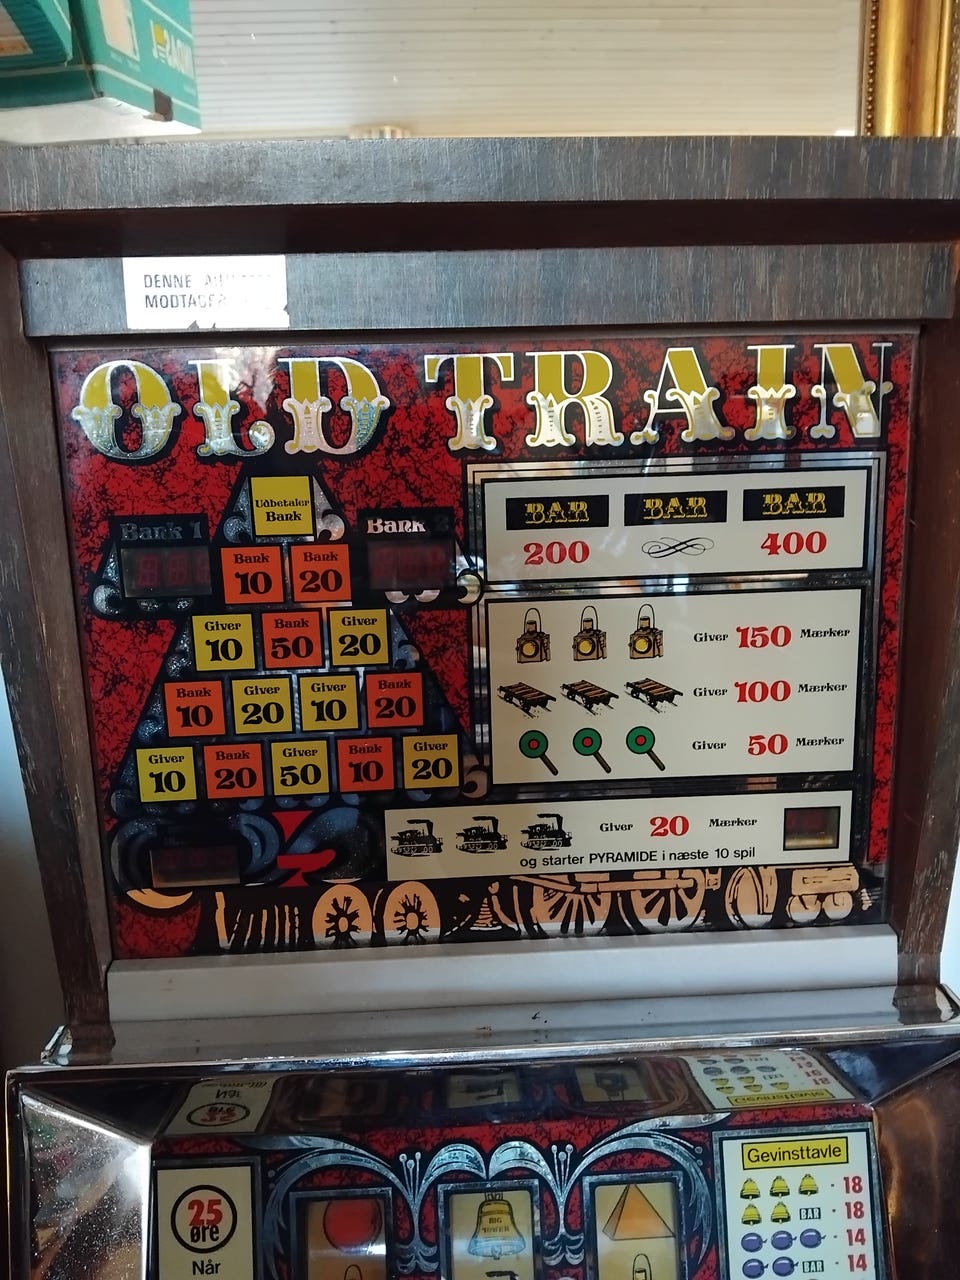 DENNE
MODTAGER
OLD TRAIN
Udbetaler
Bank
Bank 1
Bank 2
Bank
10
Bank
20
Giver
10
Bank
50
Giver
20
Bank
10
Giver
20
Giver
10
Bank
20
Giver
10
Bank
20
Giver
50
Bank
10
Giver
20
BAR BAR BAR
200 400
Giver 150 Mærker
Giver 100 Mærker
Giver 50 Mærker
Giver 20 Mærker
og starter PYRAMIDE i næste 10 spil
25
øre
Når
BIG
Gevinsttavle
18
BAR 18
14
BAR 14